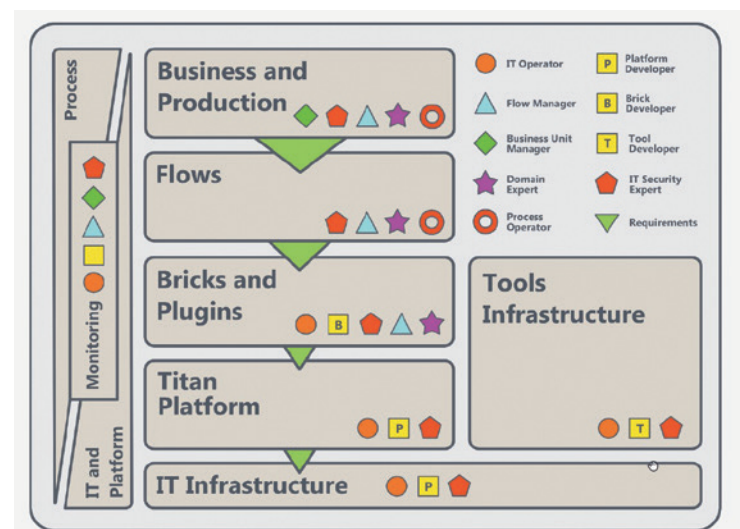 Process
Monitoring
IT and
Platform
Business and
Production
Flows
Bricks and
Plugins
B
Titan
Platform
P
IT Infrastructure
P
Tools
Infrastructure
T
IT Operator
Flow Manager
Business Unit
Manager
Domain
Expert
Process
Operator
P
Platform
Developer
B
Brick
Developer
T
Tool
Developer
IT Security
Expert
Requirements